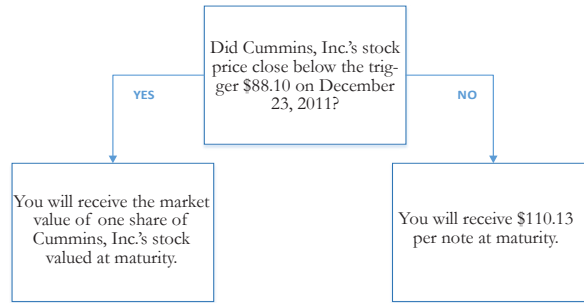 Did Cummins, Inc.'s stock
price close below the trig-
ger $88.10 on December
23, 2011?
YES
NO
You will receive the market
value of one share of
Cummins, Inc.'s stock
valued at maturity.
You will receive $110.13
per note at maturity.